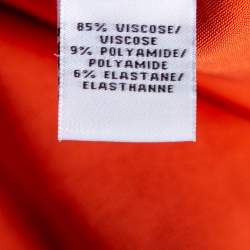 85% VISCOSE/
VISCOSE
9% POLYAMIDE/
POLYAMIDE
6% ELASTANE/
ELASTHANNE